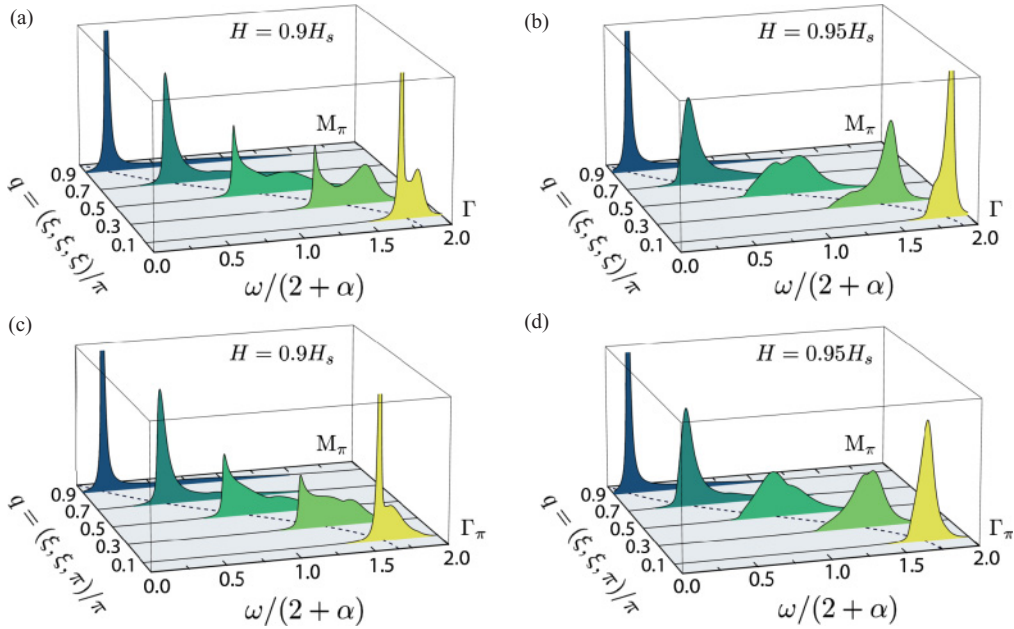 (a)
H = 0.9H_s
M_π
Γ
0.9
0.7
0.5
0.3
0.1
q = (ξ, ξ, ξ)/π
0.0
0.5
1.0
1.5
2.0
ω/(2 + α)
(b)
H = 0.95H_s
M_π
Γ
0.9
0.7
0.5
0.3
0.1
q = (ξ, ξ, ξ)/π
0.0
0.5
1.0
1.5
2.0
ω/(2 + α)
(c)
H = 0.9H_s
M_π
Γ_π
0.9
0.7
0.5
0.3
0.1
q = (ξ, ξ, π)/π
0.0
0.5
1.0
1.5
2.0
ω/(2 + α)
(d)
H = 0.95H_s
M_π
Γ_π
0.9
0.7
0.5
0.3
0.1
q = (ξ, ξ, π)/π
0.0
0.5
1.0
1.5
2.0
ω/(2 + α)